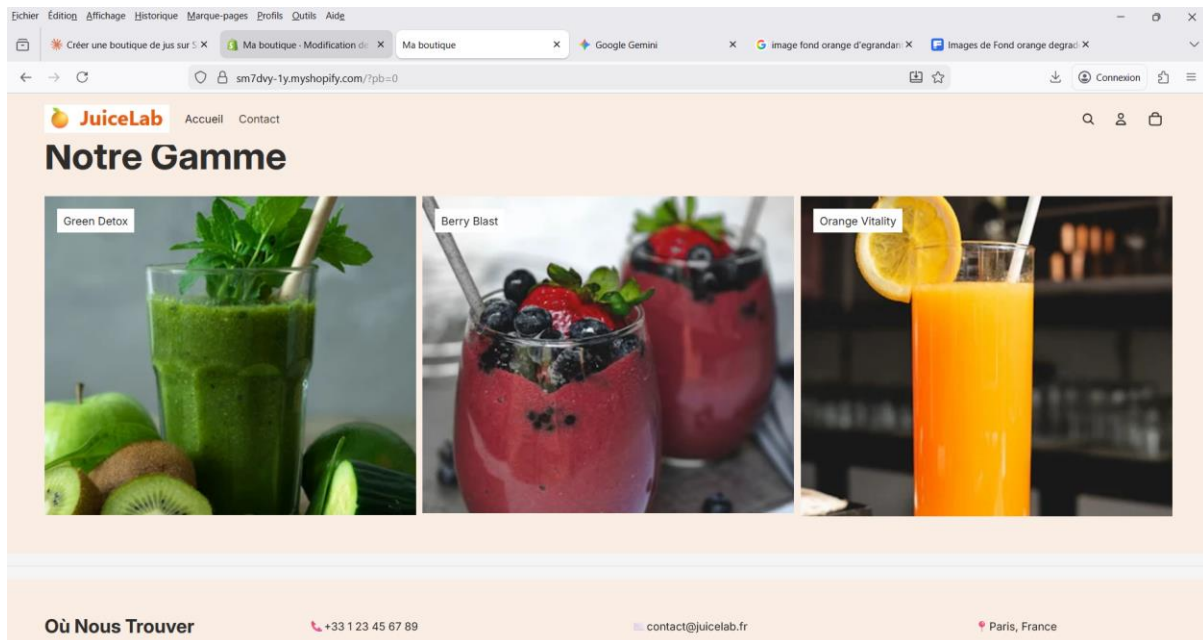 Fichier Édition Affichage Historique Marque-pages Profils Outils Aide
Créer une boutique de jus sur S
Ma boutique - Modification de
Ma boutique
Google Gemini
image fond orange d'egrandan
Images de Fond orange degrad
sm7dvy-1y.myshopify.com/?pb=0
Connexion
JuiceLab
Accueil Contact
Notre Gamme
Green Detox
Berry Blast
Orange Vitality
Où Nous Trouver
+33 1 23 45 67 89
contact@juicelab.fr
Paris, France